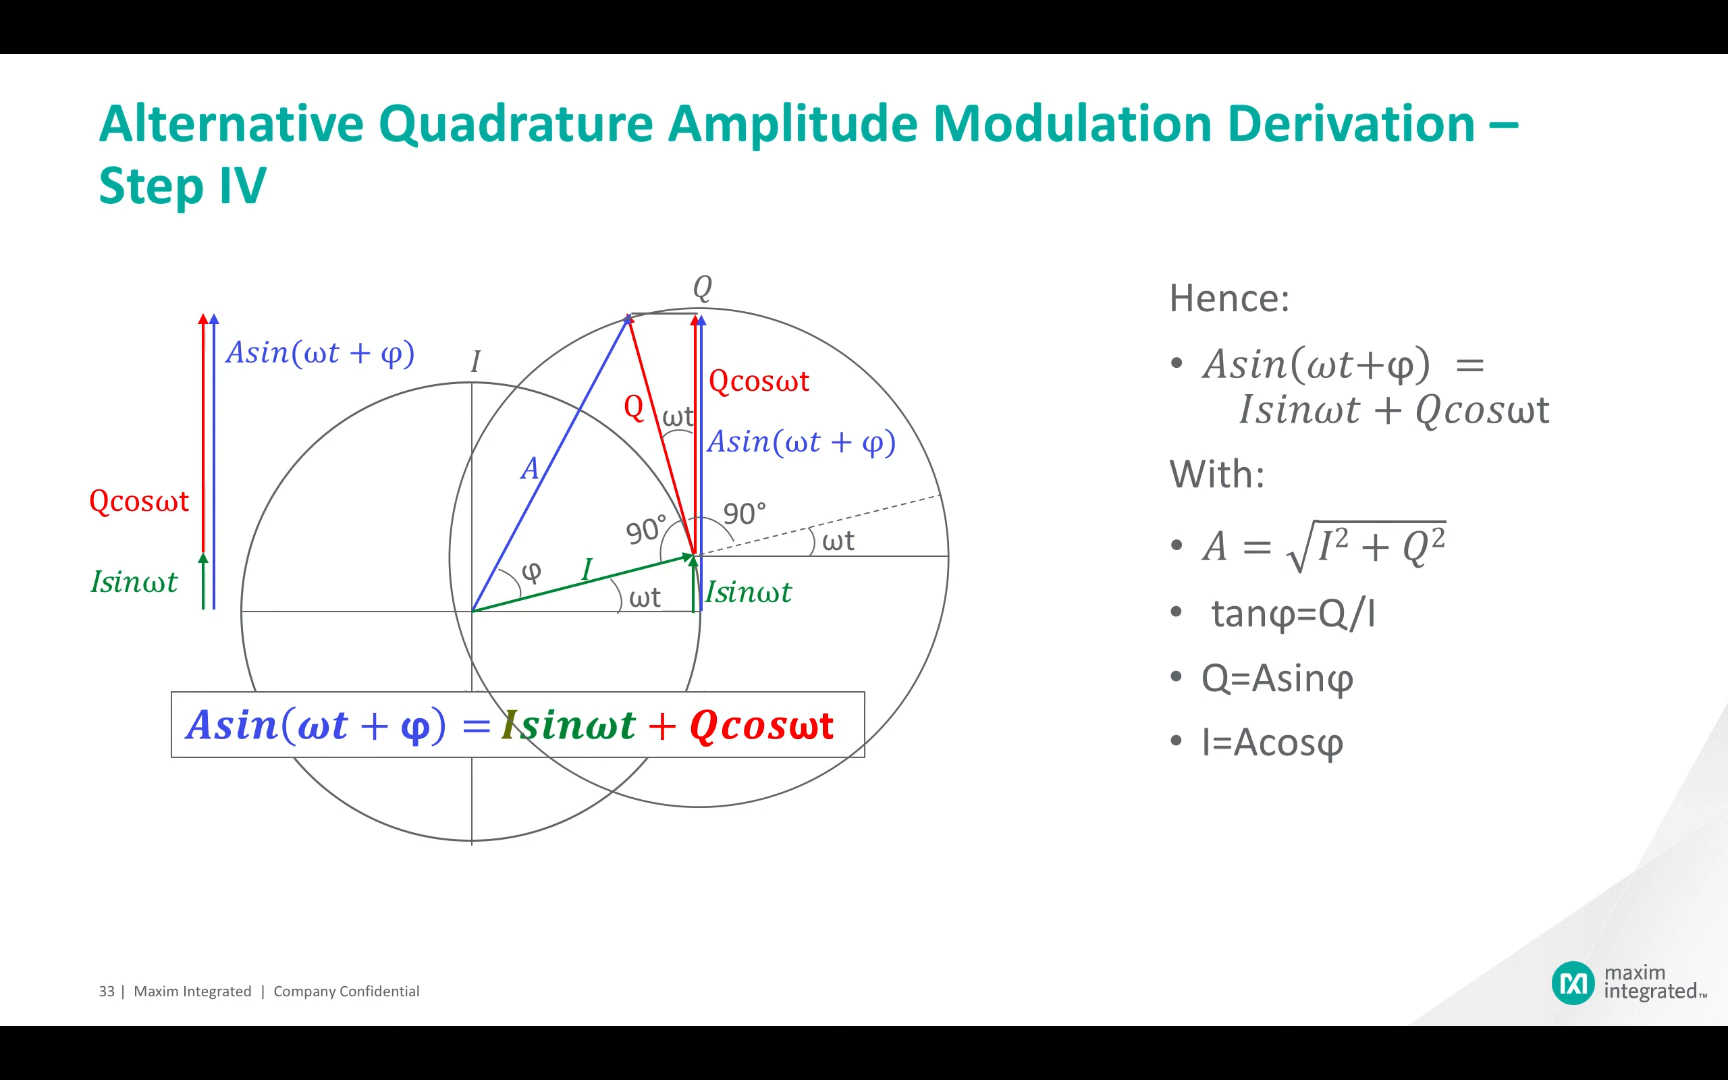 Alternative Quadrature Amplitude Modulation Derivation –
Step IV
Q
I
Asin(ωt + φ)
Qcosωt
Isinωt
Qcosωt
Q
ωt
Asin(ωt + φ)
A
90°
90°
ωt
φ
I
ωt
Isinωt
Asin(ωt + φ) = Isinωt + Qcosωt
Hence:
• Asin(ωt+φ) =
Isinωt + Qcosωt
With:
• A = √I² + Q²
• tanφ=Q/I
• Q=Asinφ
• I=Acosφ
33 | Maxim Integrated | Company Confidential
maxim
integrated™